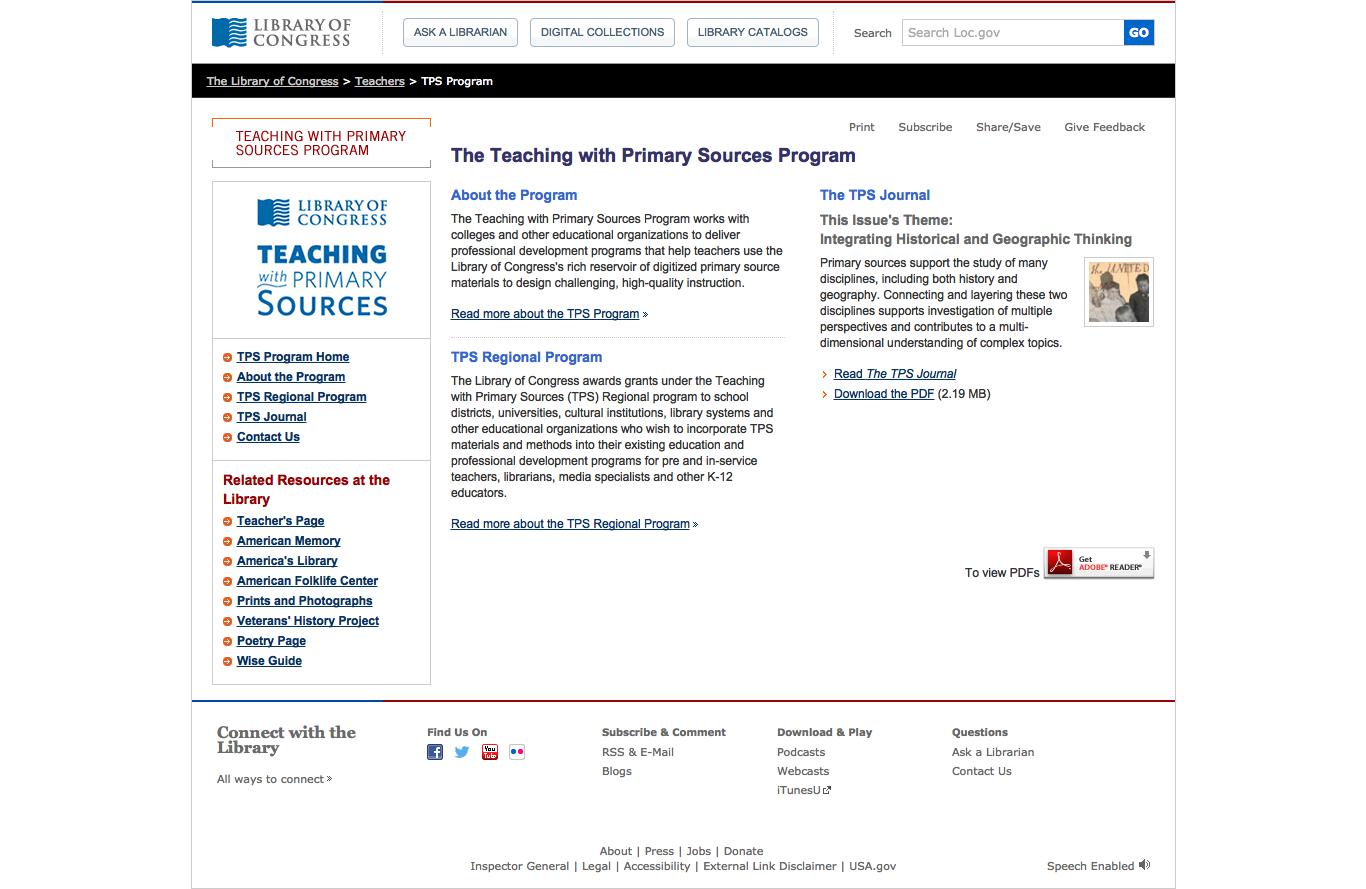 LIBRARY OF
CONGRESS
ASK A LIBRARIAN
DIGITAL COLLECTIONS
LIBRARY CATALOGS
Search
Search Loc.gov
GO
The Library of Congress > Teachers > TPS Program
TEACHING WITH PRIMARY
SOURCES PROGRAM
Print Subscribe Share/Save Give Feedback
The Teaching with Primary Sources Program
LIBRARY OF
CONGRESS
TEACHING
with PRIMARY
SOURCES
TPS Program Home
About the Program
TPS Regional Program
TPS Journal
Contact Us
Related Resources at the
Library
Teacher's Page
American Memory
America's Library
American Folklife Center
Prints and Photographs
Veterans' History Project
Poetry Page
Wise Guide
About the Program
The Teaching with Primary Sources Program works with
colleges and other educational organizations to deliver
professional development programs that help teachers use the
Library of Congress's rich reservoir of digitized primary source
materials to design challenging, high-quality instruction.
Read more about the TPS Program »
TPS Regional Program
The Library of Congress awards grants under the Teaching
with Primary Sources (TPS) Regional program to school
districts, universities, cultural institutions, library systems and
other educational organizations who wish to incorporate TPS
materials and methods into their existing education and
professional development programs for pre and in-service
teachers, librarians, media specialists and other K-12
educators.
Read more about the TPS Regional Program »
The TPS Journal
This Issue's Theme:
Integrating Historical and Geographic Thinking
Primary sources support the study of many
disciplines, including both history and
geography. Connecting and layering these two
disciplines supports investigation of multiple
perspectives and contributes to a multi-
dimensional understanding of complex topics.
the UNITED
Read The TPS Journal
Download the PDF (2.19 MB)
To view PDFs
Get
ADOBE® READER®
Connect with the
Library
All ways to connect »
Find Us On
You
Tube
Subscribe & Comment
RSS & E-Mail
Blogs
Download & Play
Podcasts
Webcasts
iTunesU
Questions
Ask a Librarian
Contact Us
About | Press | Jobs | Donate
Inspector General | Legal | Accessibility | External Link Disclaimer | USA.gov
Speech Enabled